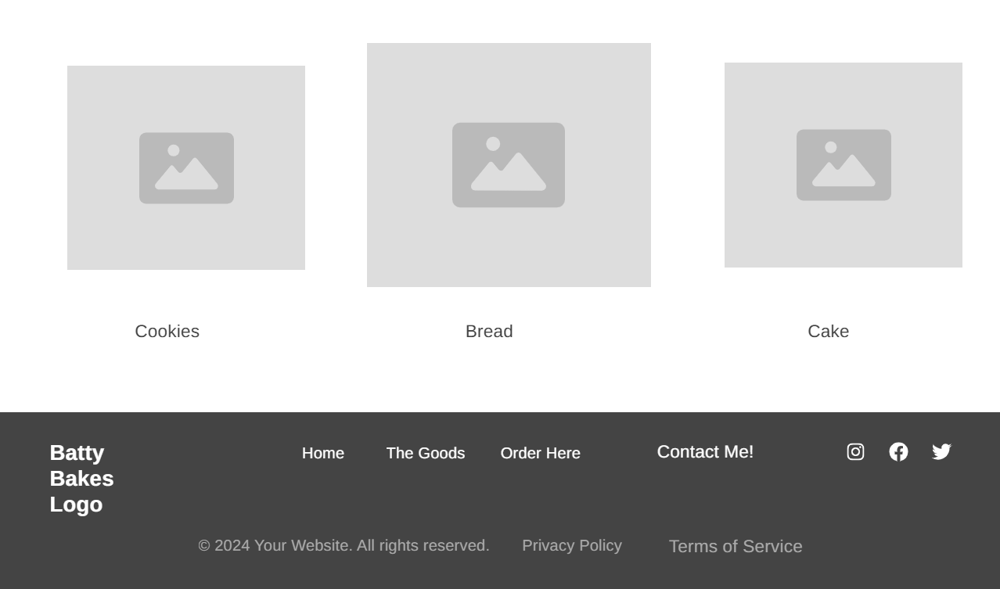 Cookies
Bread
Cake
Batty
Bakes
Logo
Home
The Goods
Order Here
Contact Me!
© 2024 Your Website. All rights reserved.
Privacy Policy
Terms of Service